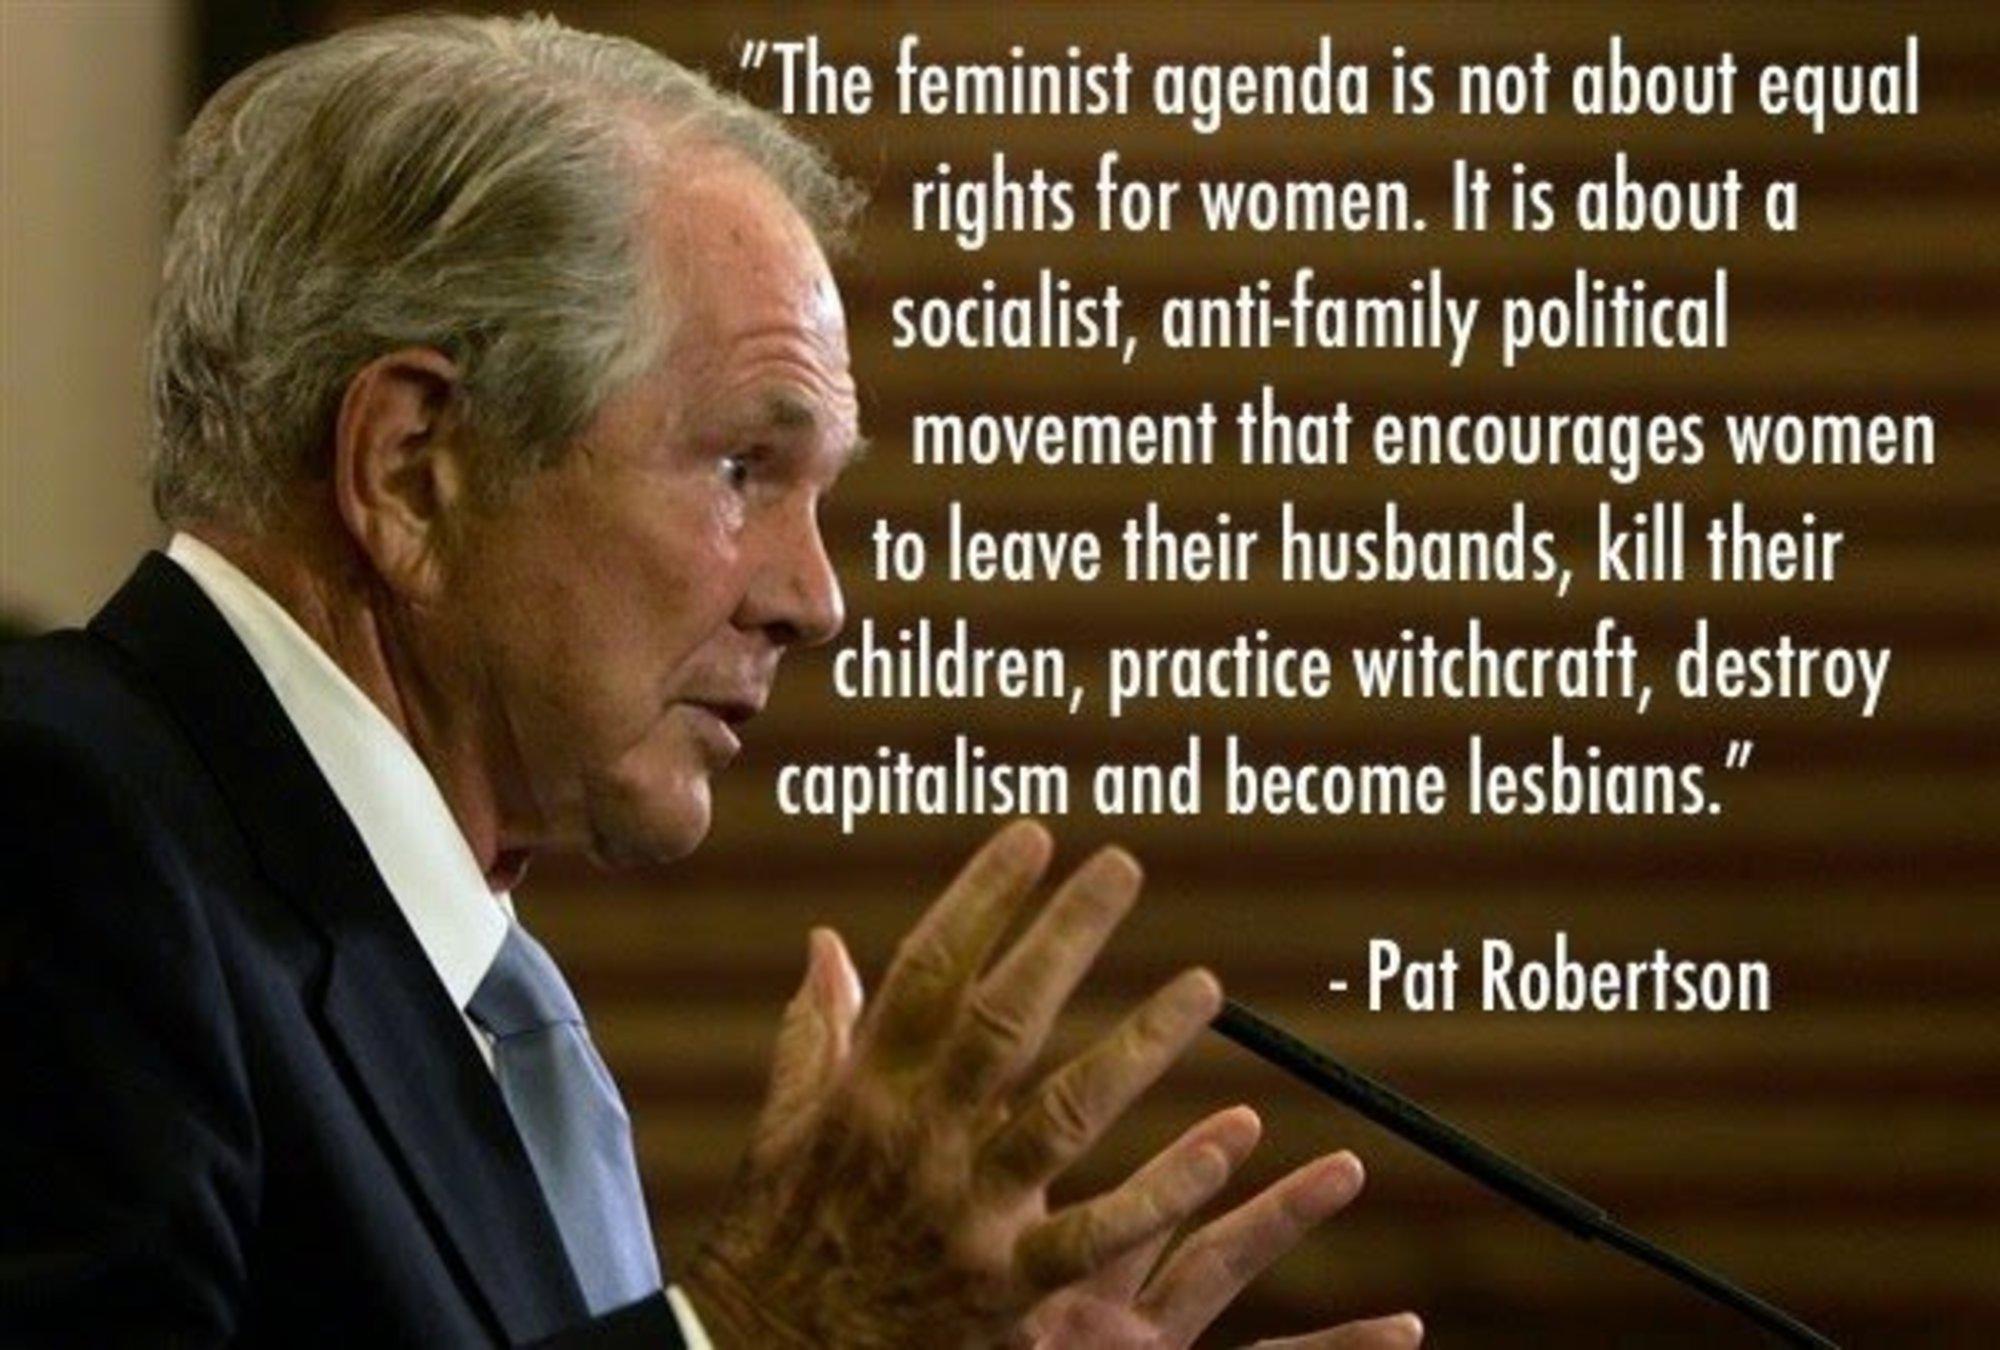 "The feminist agenda is not about equal
rights for women. It is about a
socialist, anti-family political
movement that encourages women
to leave their husbands, kill their
children, practice witchcraft, destroy
capitalism and become lesbians."
- Pat Robertson